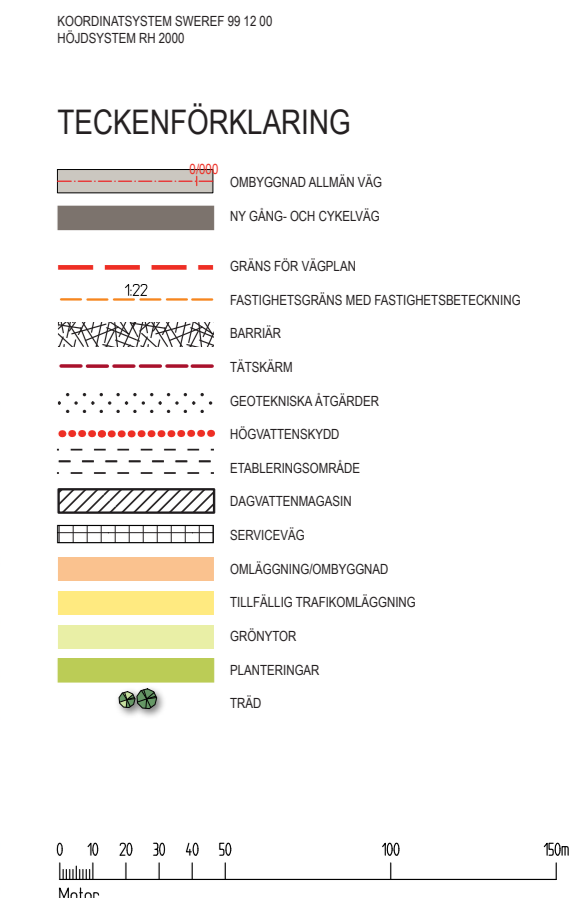 KOORDINATSYSTEM SWEREF 99 12 00
HÖJDSYSTEM RH 2000
TECKENFÖRKLARING
0/000
OMBYGGNAD ALLMÄN VÄG
NY GÅNG- OCH CYKELVÄG
GRÄNS FÖR VÄGPLAN
1:22
FASTIGHETSGRÄNS MED FASTIGHETSBETECKNING
BARRIÄR
TÄTSKÄRM
GEOTEKNISKA ÅTGÄRDER
HÖGVATTENSKYDD
ETABLERINGSOMRÅDE
DAGVATTENMAGASIN
SERVICEVÄG
OMLÄGGNING/OMBYGGNAD
TILLFÄLLIG TRAFIKOMLÄGGNING
GRÖNYTOR
PLANTERINGAR
TRÄD
0 10 20 30 40 50 100 150m
Meter